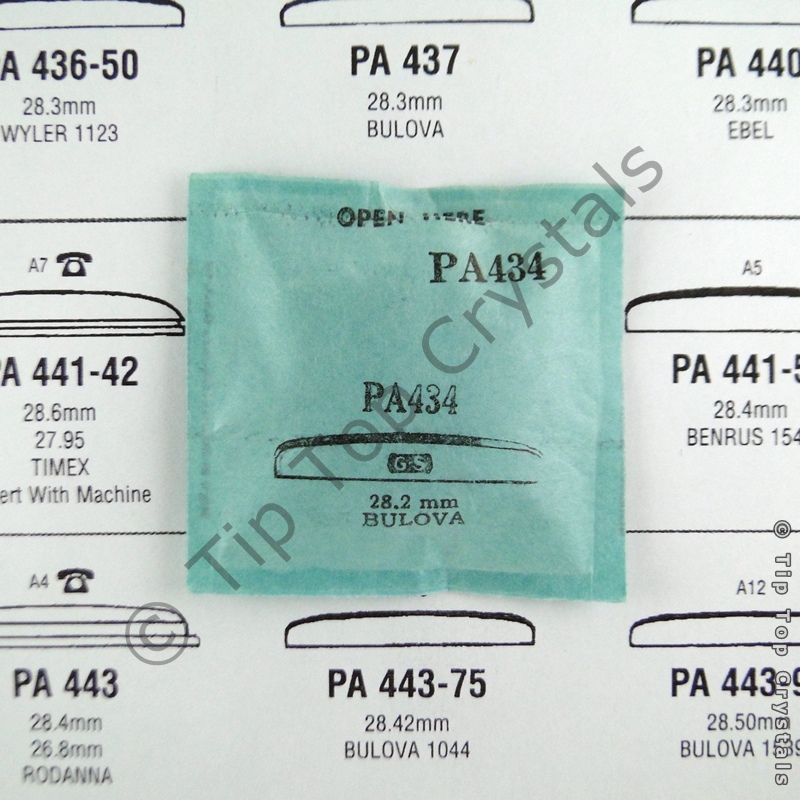 PA 436-50
28.3mm
WYLER 1123
PA 437
28.3mm
BULOVA
PA 440
28.3mm
EBEL
OPEN HERE
PA434
PA434
GS
28.2 mm
BULOVA
A7
PA 441-42
28.6mm
27.95
TIMEX
ert With Machine
A5
PA 441-5
28.4mm
BENRUS 154
A4
PA 443
28.4mm
26.8mm
RODANNA
PA 443-75
28.42mm
BULOVA 1044
A12
PA 443-9
28.50mm
BULOVA 1589
© Tip Top Crystals
© Tip Top Crystals